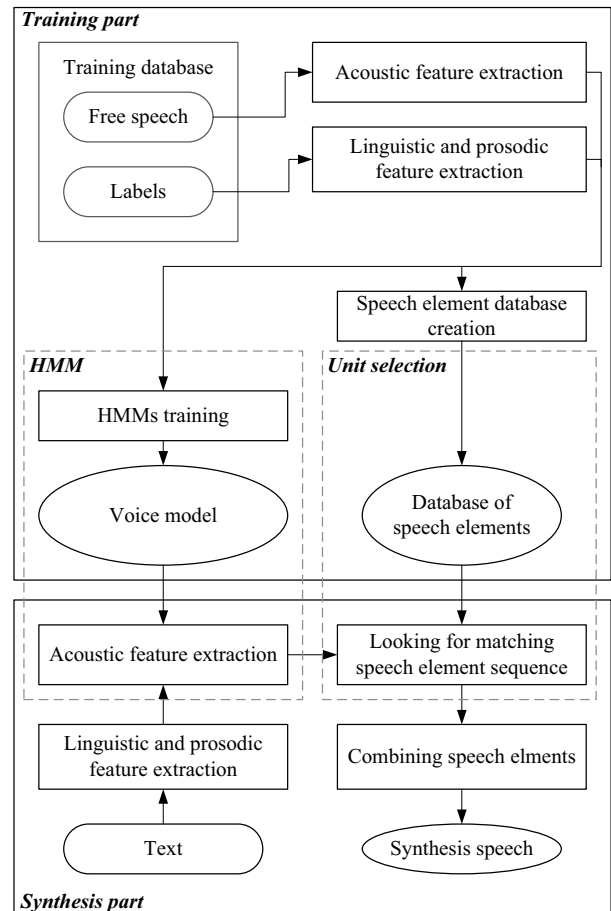 Training part
Training database
Free speech
Labels
Acoustic feature extraction
Linguistic and prosodic
feature extraction
Speech element database
creation
HMM
HMMs training
Voice model
Unit selection
Database of
speech elements
Acoustic feature extraction
Looking for matching
speech element sequence
Linguistic and prosodic
feature extraction
Combining speech elments
Text
Synthesis speech
Synthesis part